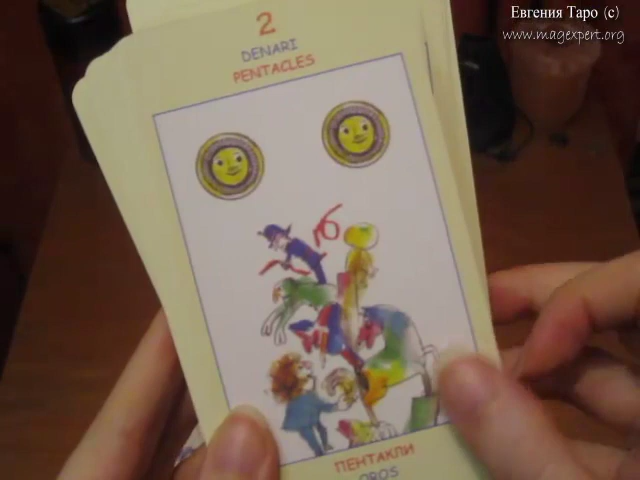 Евгения Таро (c)
www.magexpert.org
2
DENARI
PENTACLES
ПЕНТАКЛИ
OROS